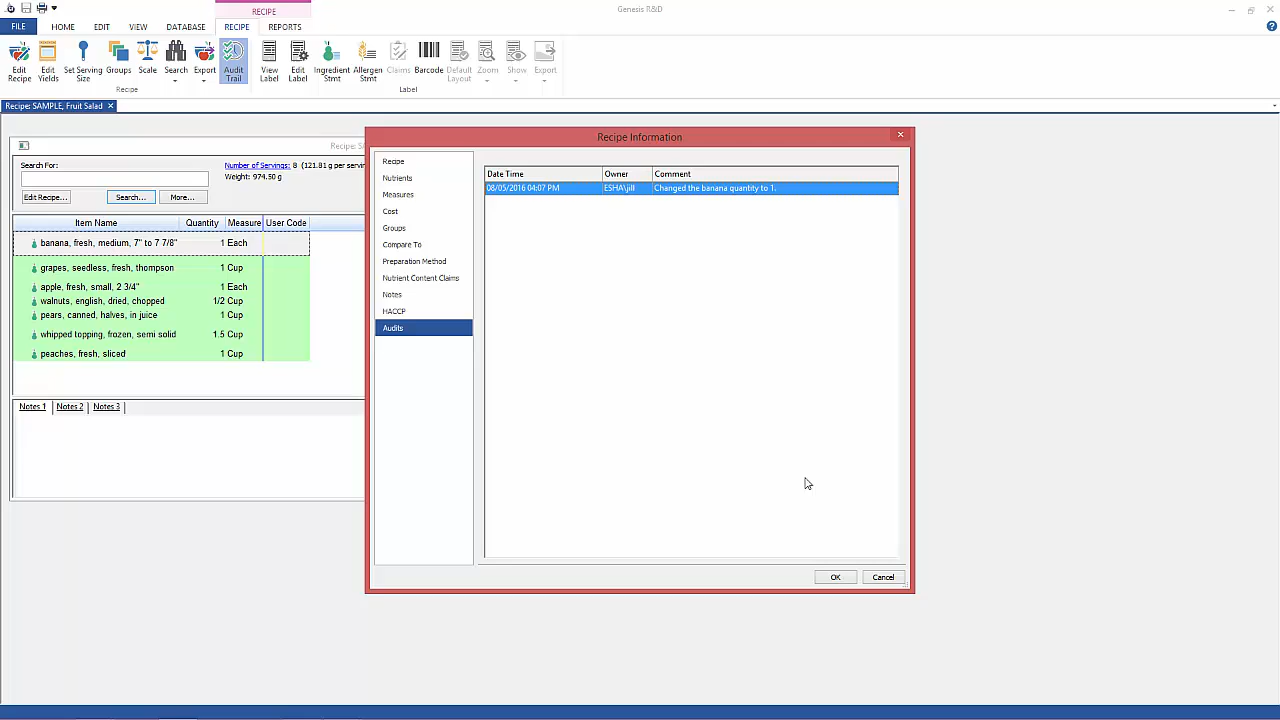 RECIPE
Genesis R&D
FILE HOME EDIT VIEW DATABASE RECIPE REPORTS
Edit Recipe
Edit Yields
Set Serving Size
Groups
Scale
Search
Export
Audit Trail
View Label
Edit Label
Ingredient Stmt
Allergen Stmt
Claims
Barcode
Default Layout
Zoom
Show
Export
Recipe
Label
Recipe: SAMPLE, Fruit Salad
Recipe: S
Search For:
Number of Servings: 8 (121.81 g per servin
Weight: 974.50 g
Edit Recipe... Search... More...
Item Name Quantity Measure User Code
banana, fresh, medium, 7" to 7 7/8" 1 Each
grapes, seedless, fresh, thompson 1 Cup
apple, fresh, small, 2 3/4" 1 Each
walnuts, english, dried, chopped 1/2 Cup
pears, canned, halves, in juice 1 Cup
whipped topping, frozen, semi solid 1.5 Cup
peaches, fresh, sliced 1 Cup
Notes 1 Notes 2 Notes 3
Recipe Information
Recipe
Nutrients
Measures
Cost
Groups
Compare To
Preparation Method
Nutrient Content Claims
Notes
HACCP
Audits
Date Time Owner Comment
08/05/2016 04:07 PM ESHA\jill Changed the banana quantity to 1.
OK Cancel